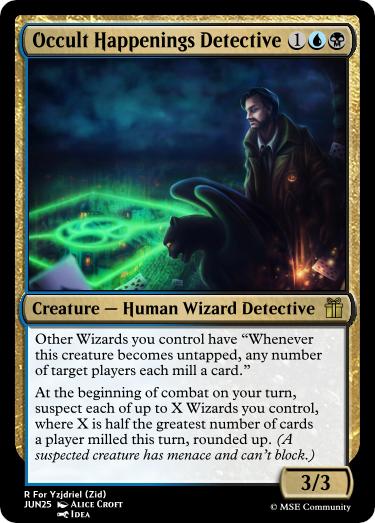 Occult Happenings Detective 1
Creature — Human Wizard Detective
Other Wizards you control have “Whenever
this creature becomes untapped, any number
of target players each mill a card.”
At the beginning of combat on your turn,
suspect each of up to X Wizards you control,
where X is half the greatest number of cards
a player milled this turn, rounded up. (A
suspected creature has menace and can’t block.)
3/3
R For Yzjdriel (Zid)
JUN25 Alice Croft
Idea
© MSE Community